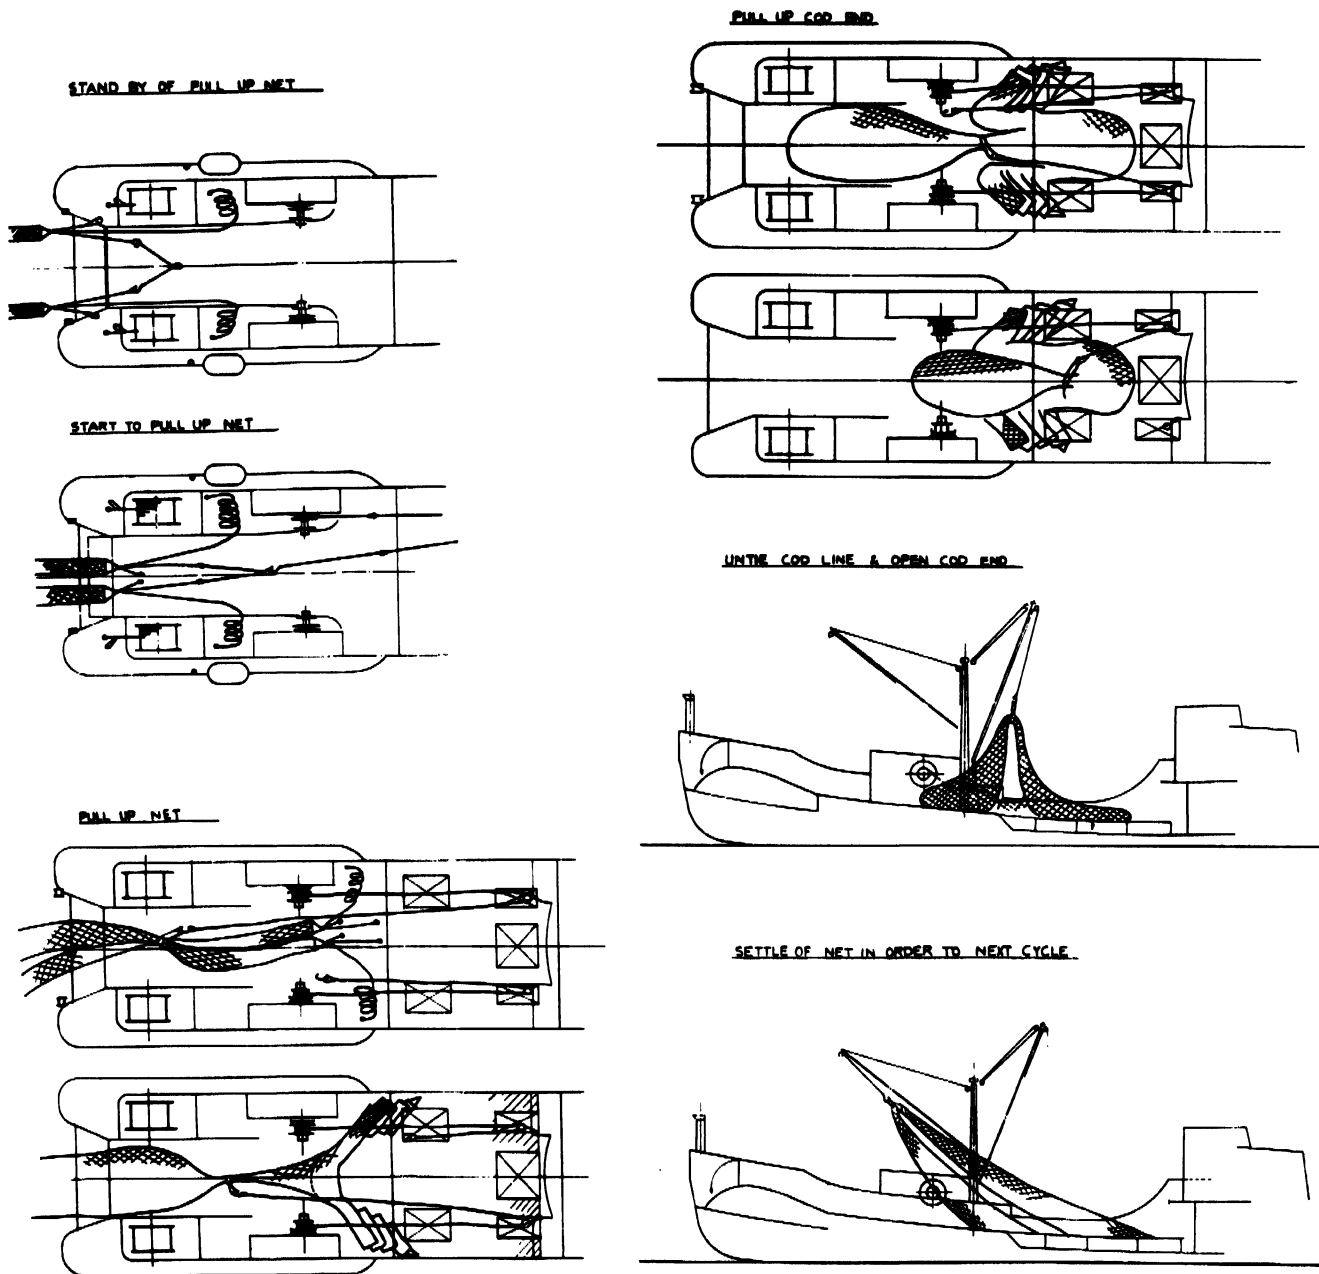 STAND BY OF PULL UP NET
START TO PULL UP NET
PULL UP NET
PULL UP COD END
UNTIE COD LINE & OPEN COD END
SETTLE OF NET IN ORDER TO NEXT CYCLE